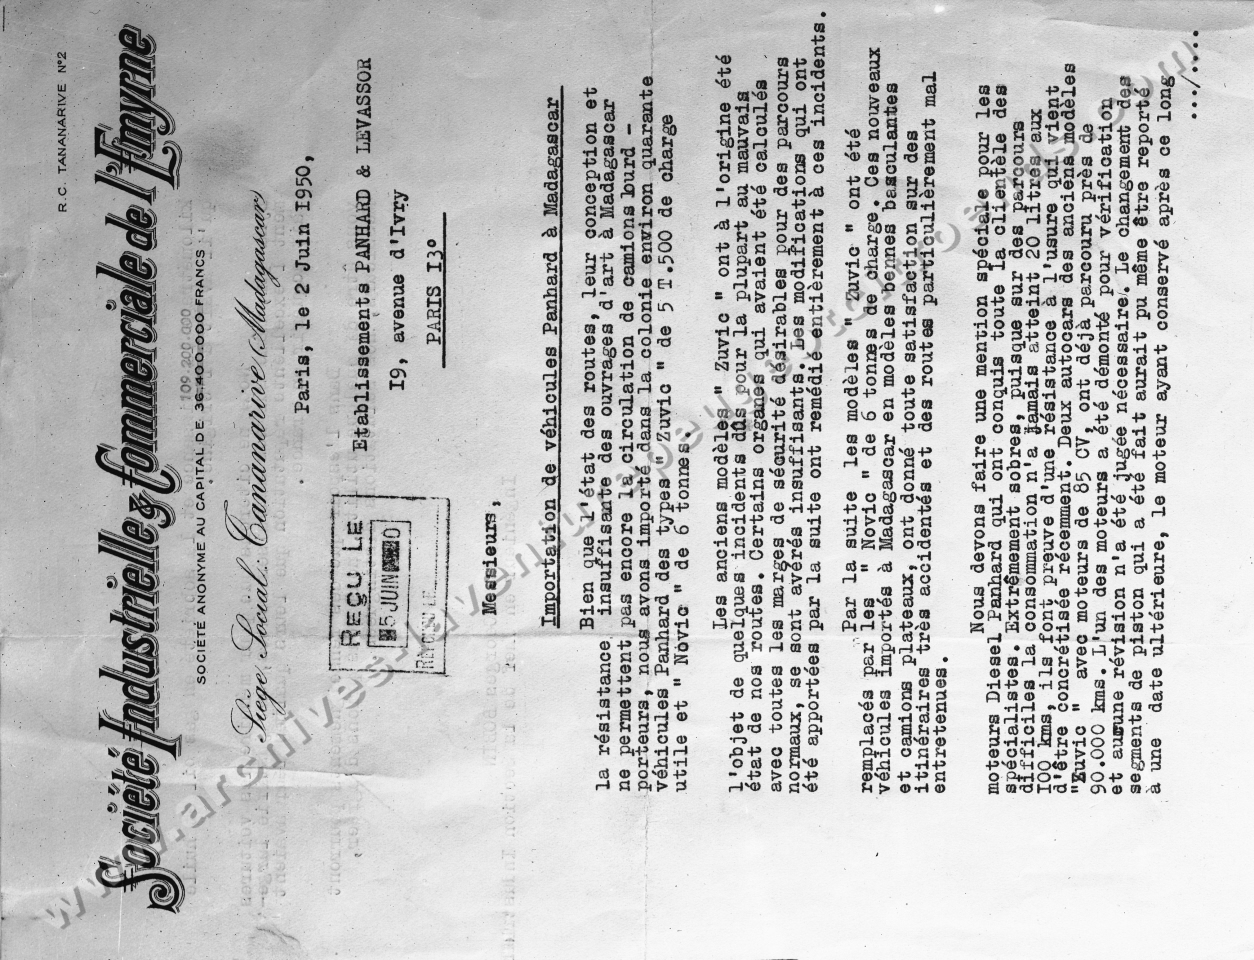 R.C. TANANARIVE N°2
Société Industrielle & Commerciale de l'Emyrne
SOCIÉTÉ ANONYME AU CAPITAL DE 36.400.000 FRANCS
Siège Social: Tananarive (Madagascar)
Paris, le 2 Juin 1950,
Etablissements PANHARD & LEVASSOR
19, avenue d'Ivry
PARIS 13°
REÇU LE
5 JUIN
Messieurs,
Importation de véhicules Panhard à Madagascar
Bien que l'état des routes, leur conception et
la résistance insuffisante des ouvrages d'art à Madagascar
ne permettent pas encore la circulation de camions lourd -
porteurs, nous avons importé dans la colonie environ quarante
véhicules Panhard des types " Zuvic " de 5 T.500 de charge
utile et " Novic " de 6 tonnes.
Les anciens modèles " Zuvic " ont à l'origine été
l'objet de quelques incidents dûs pour la plupart au mauvais
état de nos routes. Certains organes qui avaient été calculés
avec toutes les marges de sécurité désirables pour des parcours
normaux, se sont avérés insuffisants. Les modifications qui ont
été apportées par la suite ont remédié entièrement à ces incidents.
Par la suite les modèles " Zuvic " ont été
remplacés par les " Novic " de 6 tonnes de charge. Ces nouveaux
véhicules importés à Madagascar en modèles bennes basculantes
et camions plateaux, ont donné toute satisfaction sur des
itinéraires très accidentés et des routes particulièrement mal
entretenues.
Nous devons faire une mention spéciale pour les
moteurs Diesel Panhard qui ont conquis toute la clientèle des
spécialistes. Extrêmement sobres, puisque sur des parcours
difficiles la consommation n'a jamais atteint 20 litres aux
100 kms, ils font preuve d'une résistance à l'usure qui vient
d'être concrétisée récemment. Deux autocars des anciens modèles
"Zuvic " avec moteurs de 85 CV, ont déjà parcouru près de
90.000 kms. L'un des moteurs a été démonté pour vérification
et aucune révision n'a été jugée nécessaire. Le changement des
segments de piston qui a été fait aurait pu même être reporté
à une date ultérieure, le moteur ayant conservé après ce long
.../....